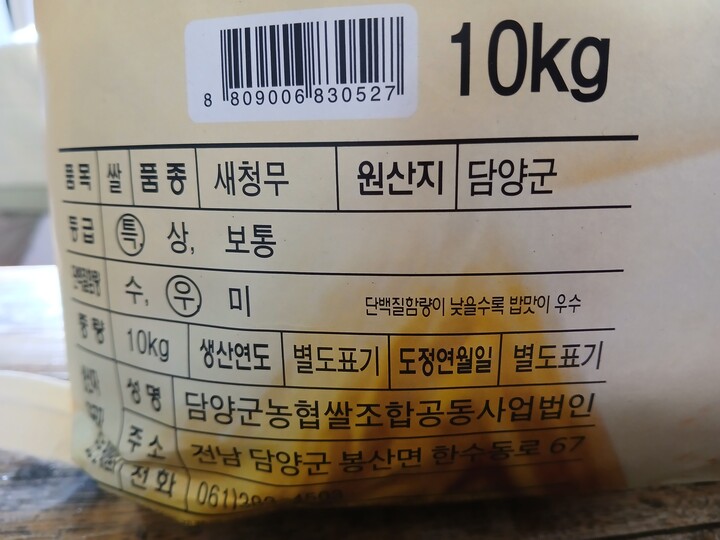 10kg
8 809006 830527
품목 쌀 품종 새청무 원산지 담양군
등급 특, 상, 보통
수, 우, 미 단백질함량이 낮을수록 밥맛이 우수
중량 10kg 생산연도 별도표기 도정연월일 별도표기
성명 담양군농협쌀조합공동사업법인
주소 전남 담양군 봉산면 한수동로 67
전화 061)